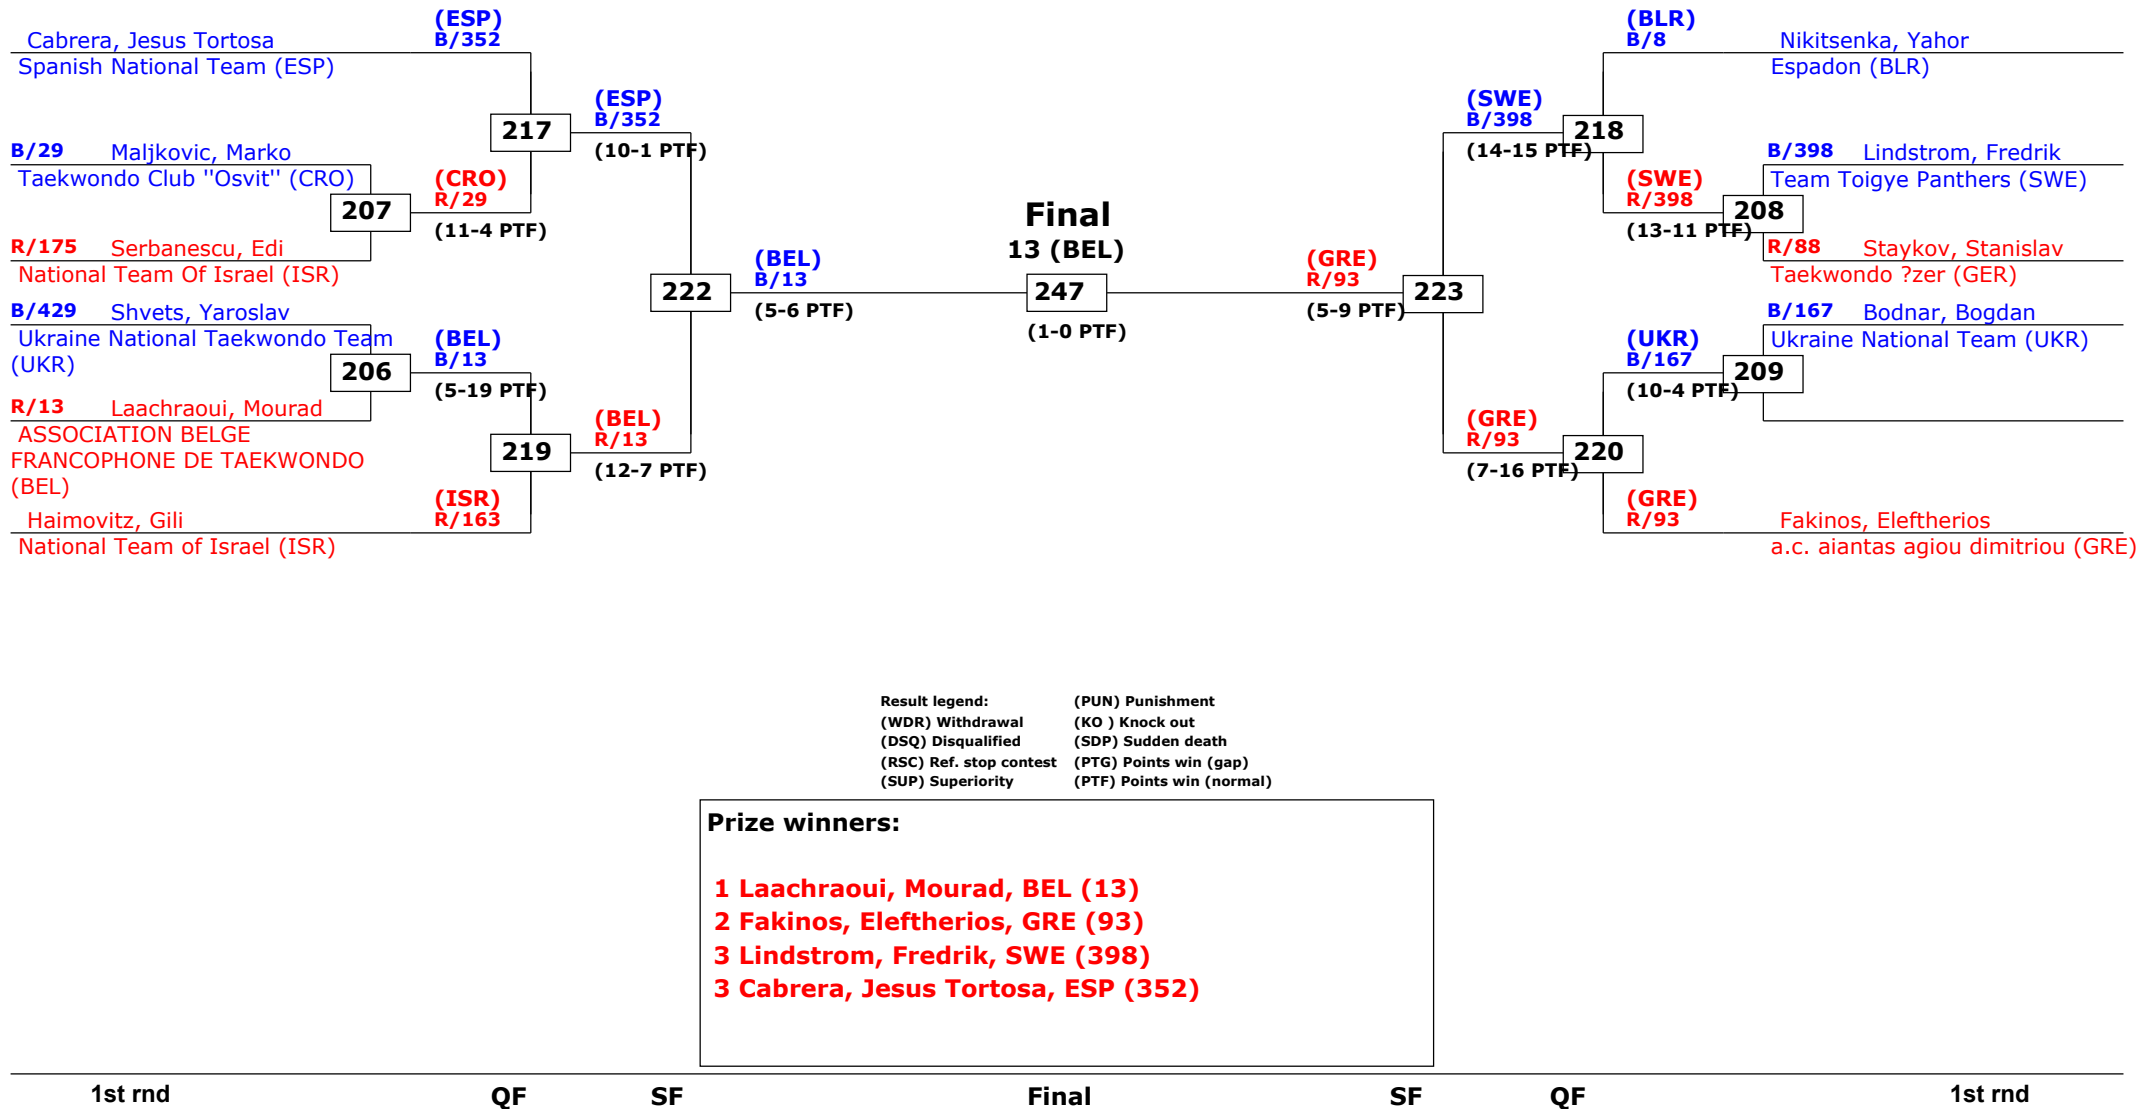 (ESP)
B/352
Cabrera, Jesus Tortosa
Spanish National Team (ESP)
(ESP)
B/352
217
(10-1 PTF)
B/29 Maljkovic, Marko
Taekwondo Club "Osvit" (CRO)
(CRO)
R/29
207
(11-4 PTF)
R/175 Serbanescu, Edi
National Team Of Israel (ISR)
222
(BEL)
B/13
(5-6 PTF)
B/429 Shvets, Yaroslav
Ukraine National Taekwondo Team
(UKR)
(BEL)
B/13
206
(5-19 PTF)
R/13 Laachraoui, Mourad
ASSOCIATION BELGE
FRANCOPHONE DE TAEKWONDO
(BEL)
(BEL)
R/13
219
(12-7 PTF)
(ISR)
R/163
Haimovitz, Gili
National Team of Israel (ISR)
Final
13 (BEL)
247
(1-0 PTF)
(BLR)
B/8
Nikitsenka, Yahor
Espadon (BLR)
(SWE)
B/398
218
(14-15 PTF)
B/398 Lindstrom, Fredrik
Team Toigye Panthers (SWE)
(SWE)
R/398
208
(13-11 PTF)
R/88 Staykov, Stanislav
Taekwondo ?zer (GER)
(GRE)
R/93
223
(5-9 PTF)
B/167 Bodnar, Bogdan
Ukraine National Team (UKR)
(UKR)
B/167
209
(10-4 PTF)
(GRE)
R/93
220
(7-16 PTF)
(GRE)
R/93
Fakinos, Eleftherios
a.c. aiantas agiou dimitriou (GRE)
Result legend: (PUN) Punishment
(WDR) Withdrawal (KO ) Knock out
(DSQ) Disqualified (SDP) Sudden death
(RSC) Ref. stop contest (PTG) Points win (gap)
(SUP) Superiority (PTF) Points win (normal)
Prize winners:
1 Laachraoui, Mourad, BEL (13)
2 Fakinos, Eleftherios, GRE (93)
3 Lindstrom, Fredrik, SWE (398)
3 Cabrera, Jesus Tortosa, ESP (352)
1st rnd QF SF Final SF QF 1st rnd